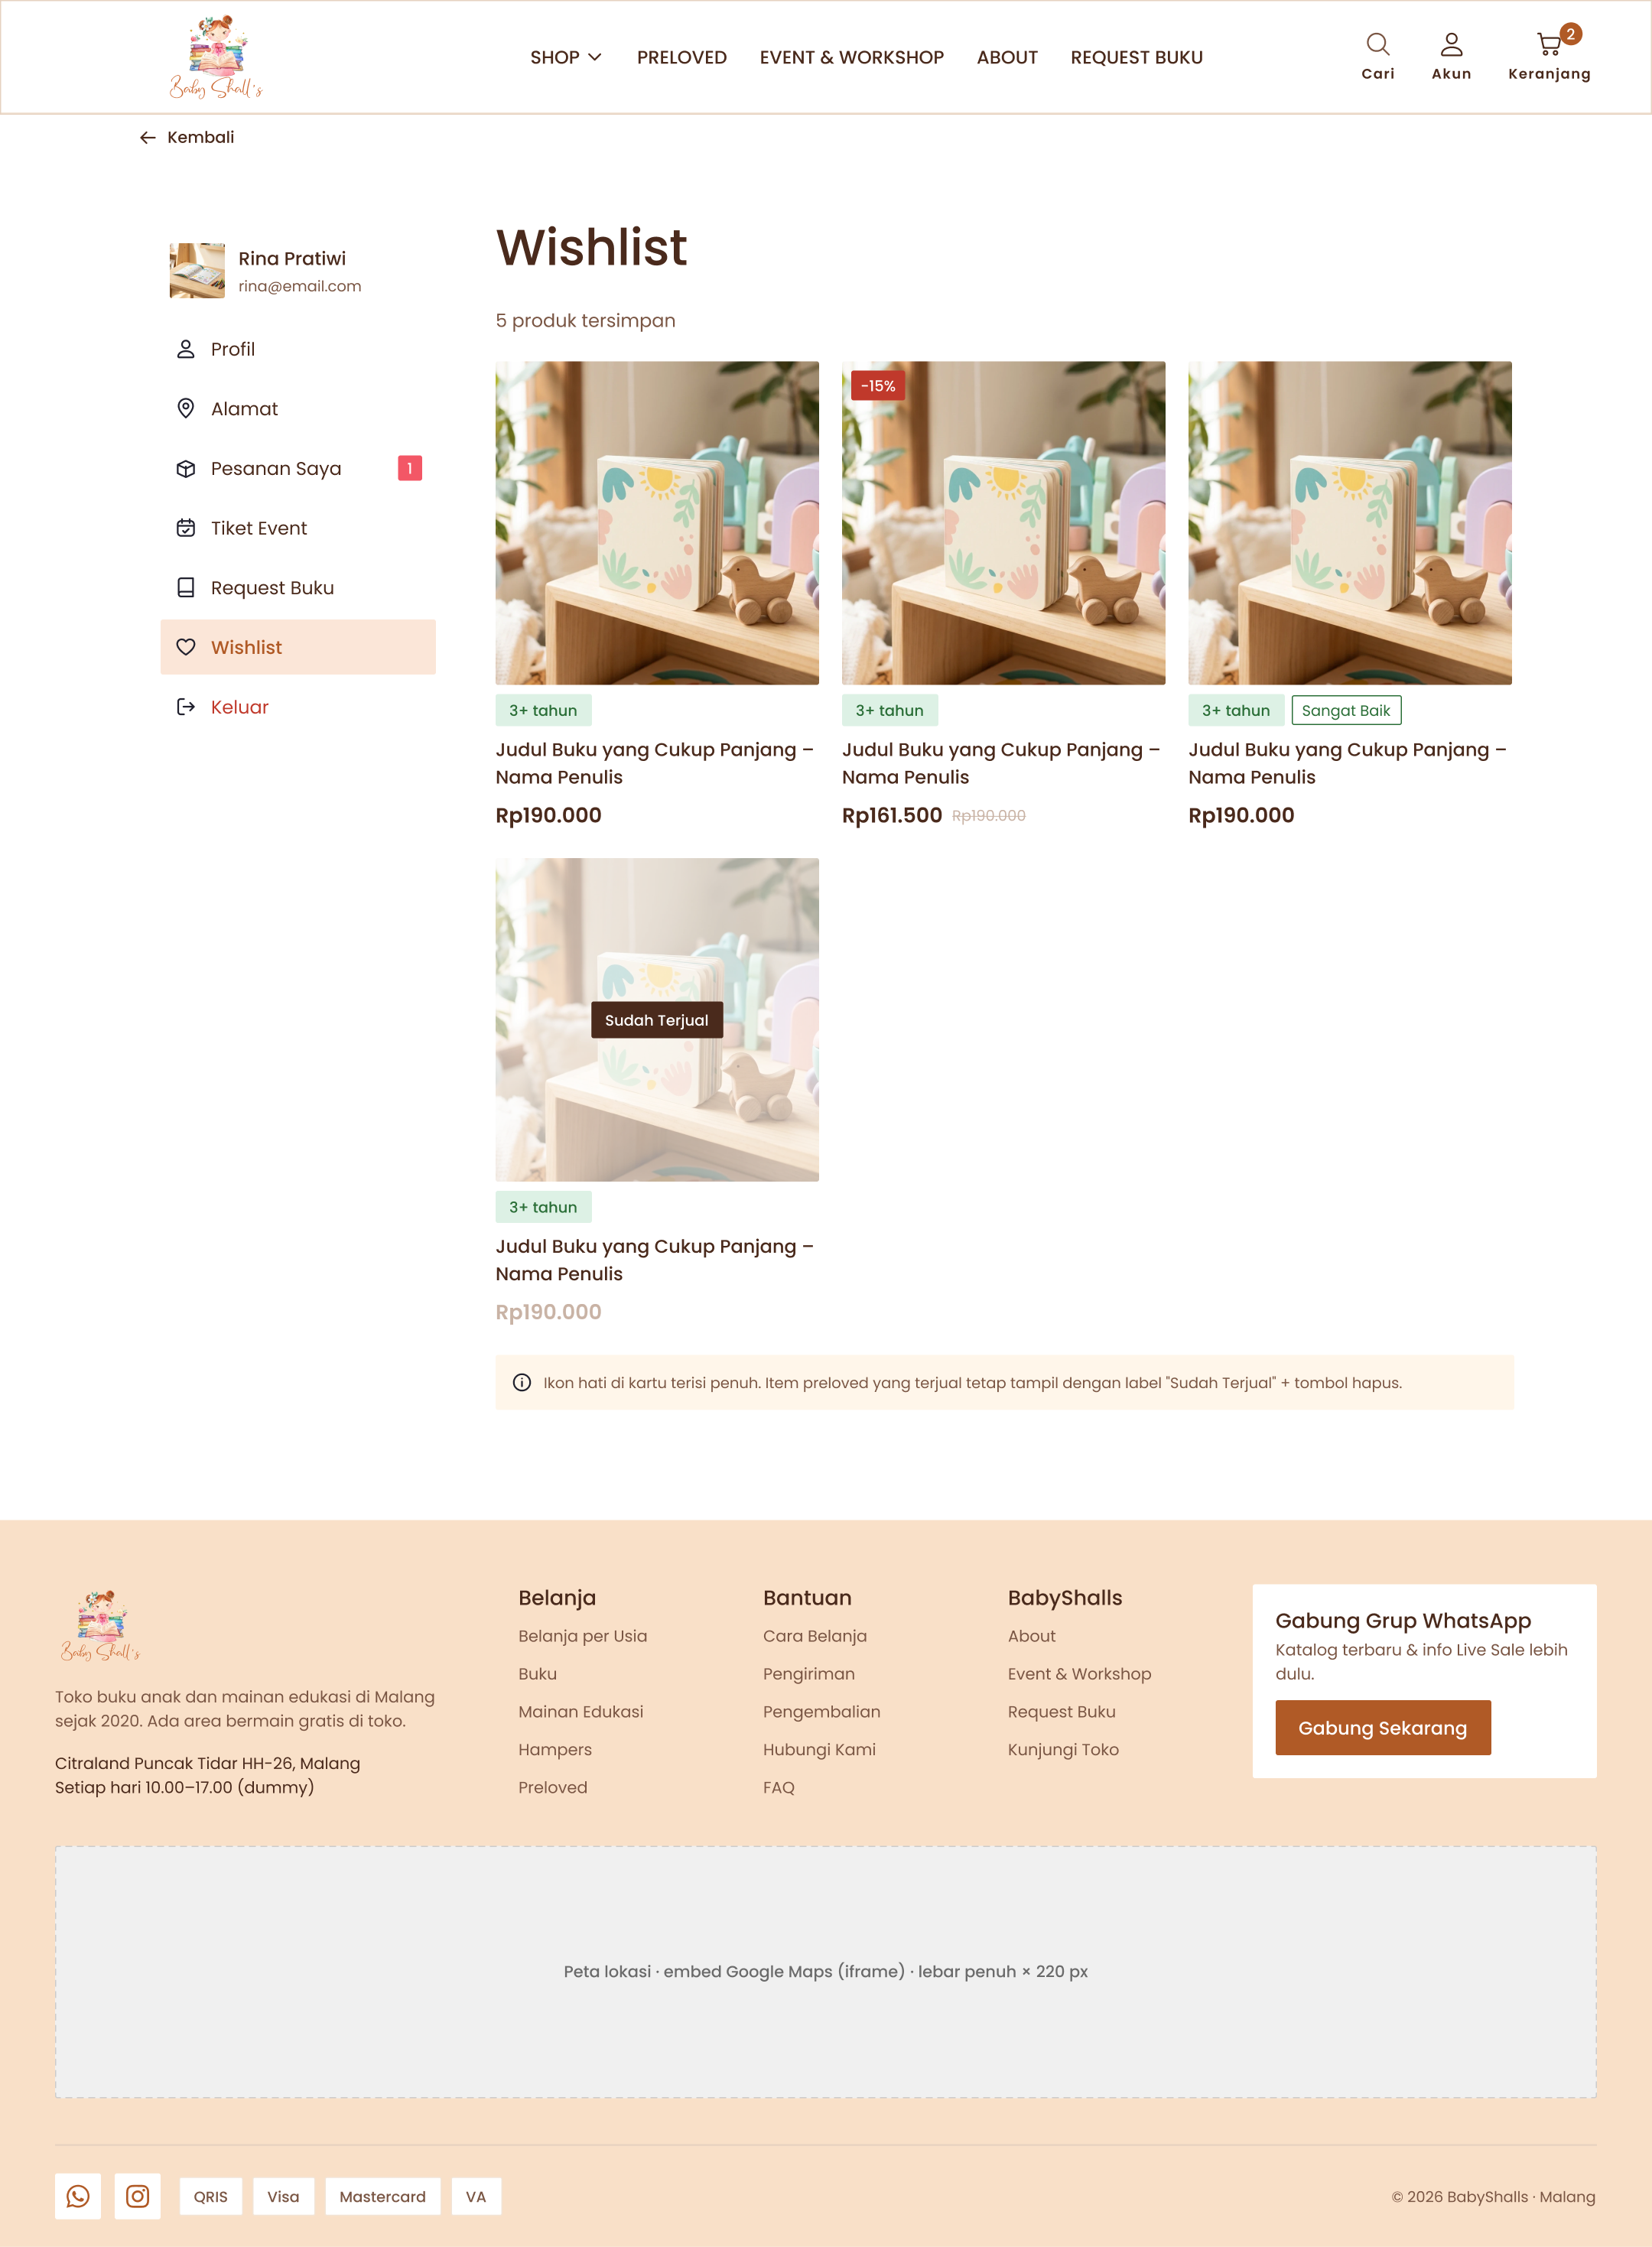 Baby Shall's
SHOP
PRELOVED
EVENT & WORKSHOP
ABOUT
REQUEST BUKU
Cari
Akun
2
Keranjang
Kembali
Rina Pratiwi
rina@email.com
Profil
Alamat
Pesanan Saya
1
Tiket Event
Request Buku
Wishlist
Keluar
Wishlist
5 produk tersimpan
3+ tahun
Judul Buku yang Cukup Panjang –
Nama Penulis
Rp190.000
-15%
3+ tahun
Judul Buku yang Cukup Panjang –
Nama Penulis
Rp161.500 Rp190.000
3+ tahun
Sangat Baik
Judul Buku yang Cukup Panjang –
Nama Penulis
Rp190.000
Sudah Terjual
3+ tahun
Judul Buku yang Cukup Panjang –
Nama Penulis
Rp190.000
Ikon hati di kartu terisi penuh. Item preloved yang terjual tetap tampil dengan label "Sudah Terjual" + tombol hapus.
Baby Shall's
Toko buku anak dan mainan edukasi di Malang
sejak 2020. Ada area bermain gratis di toko.
Citraland Puncak Tidar HH-26, Malang
Setiap hari 10.00–17.00 (dummy)
Belanja
Belanja per Usia
Buku
Mainan Edukasi
Hampers
Preloved
Bantuan
Cara Belanja
Pengiriman
Pengembalian
Hubungi Kami
FAQ
BabyShalls
About
Event & Workshop
Request Buku
Kunjungi Toko
Gabung Grup WhatsApp
Katalog terbaru & info Live Sale lebih
dulu.
Gabung Sekarang
Peta lokasi · embed Google Maps (iframe) · lebar penuh × 220 px
QRIS
Visa
Mastercard
VA
© 2026 BabyShalls · Malang